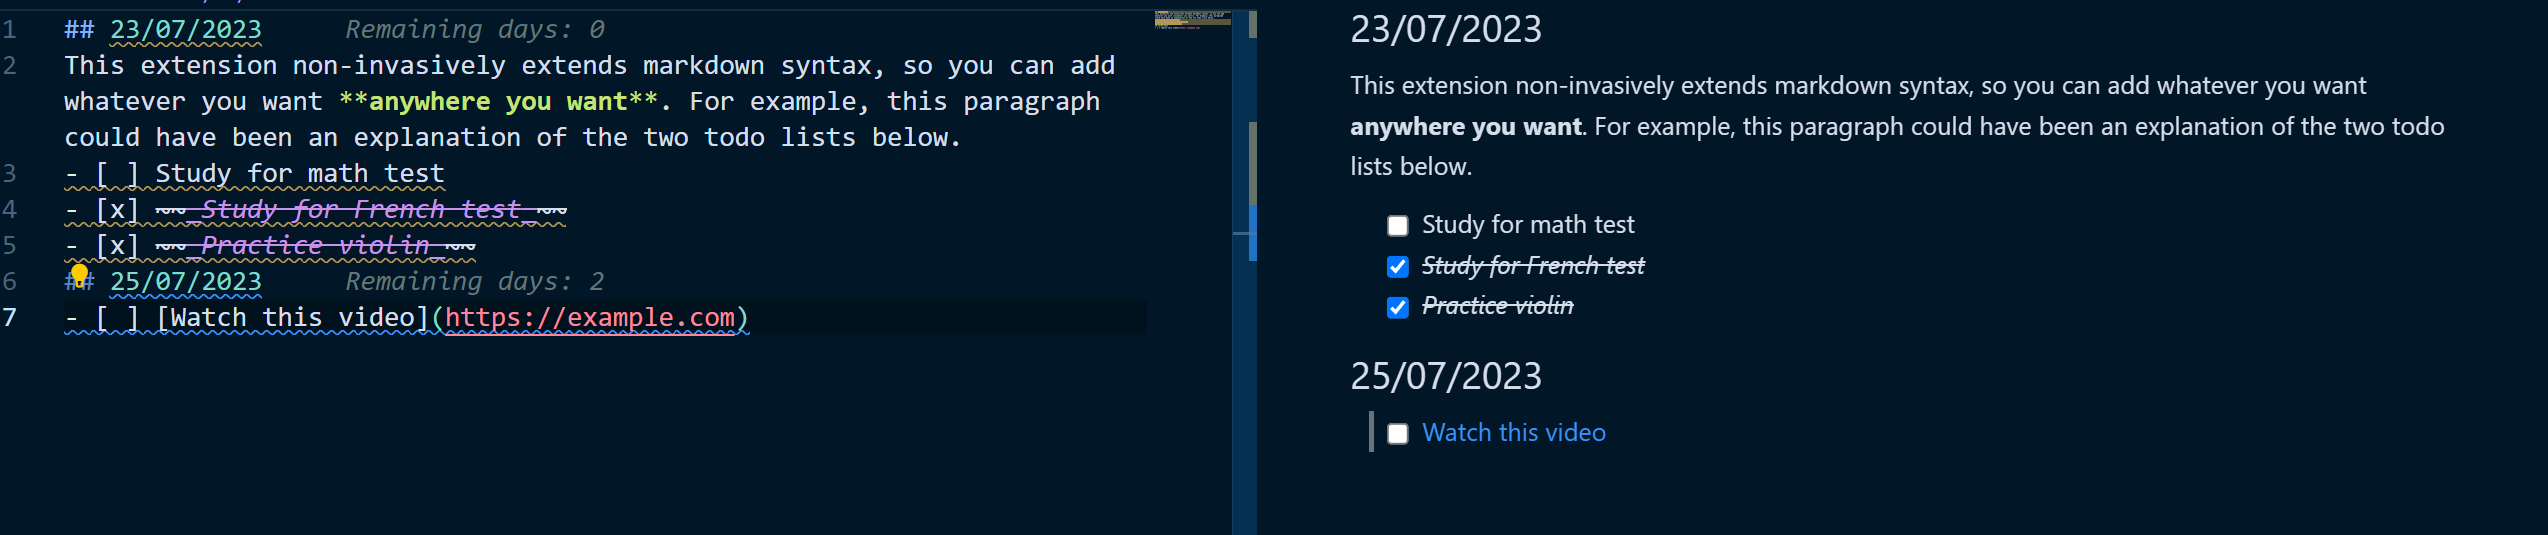 1 ## 23/07/2023 Remaining days: 0
2 This extension non-invasively extends markdown syntax, so you can add
whatever you want **anywhere you want**. For example, this paragraph
could have been an explanation of the two todo lists below.
3 - [ ] Study for math test
4 - [x] ~~_Study for French test_~~
5 - [x] ~~_Practice violin_~~
6 ## 25/07/2023 Remaining days: 2
7 - [ ] [Watch this video](https://example.com)
23/07/2023
This extension non-invasively extends markdown syntax, so you can add whatever you want
anywhere you want. For example, this paragraph could have been an explanation of the two todo
lists below.
Study for math test
Study for French test
Practice violin
25/07/2023
Watch this video